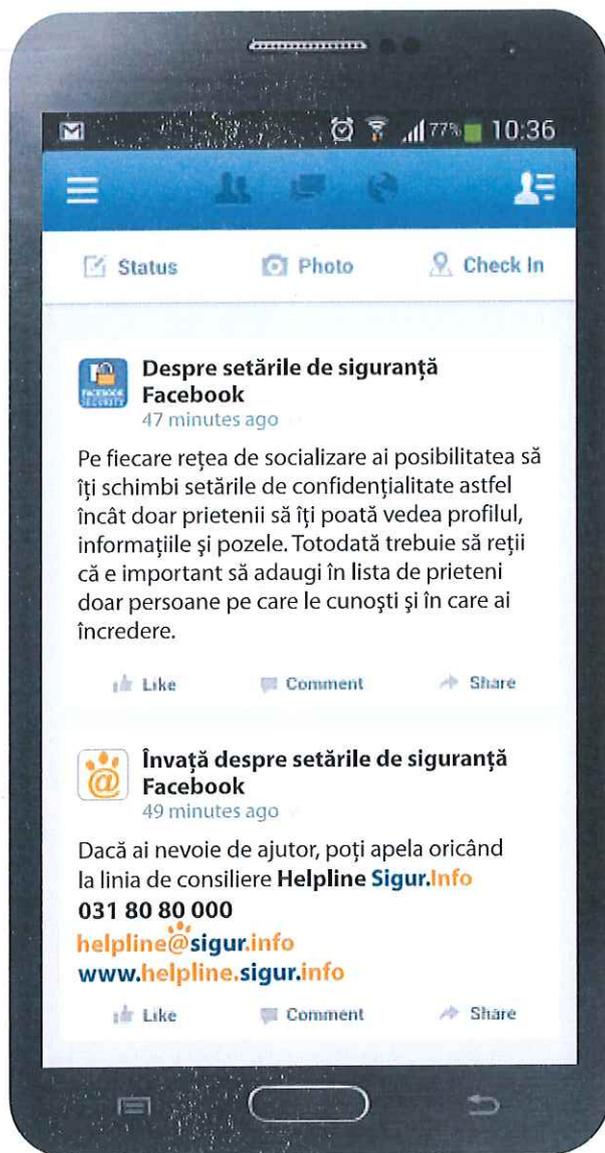 77% 10:36
Status Photo Check In
Despre setările de siguranță
Facebook
47 minutes ago
FACEBOOK
SECURITY
Pe fiecare rețea de socializare ai posibilitatea să
îți schimbi setările de confidențialitate astfel
încât doar prietenii să îți poată vedea profilul,
informațiile și pozele. Totodată trebuie să reții
că e important să adaugi în lista de prieteni
doar persoane pe care le cunoști și în care ai
încredere.
Like Comment Share
Învață despre setările de siguranță
Facebook
49 minutes ago
Dacă ai nevoie de ajutor, poți apela oricând
la linia de consiliere Helpline Sigur.Info
031 80 80 000
helpline@sigur.info
www.helpline.sigur.info
Like Comment Share